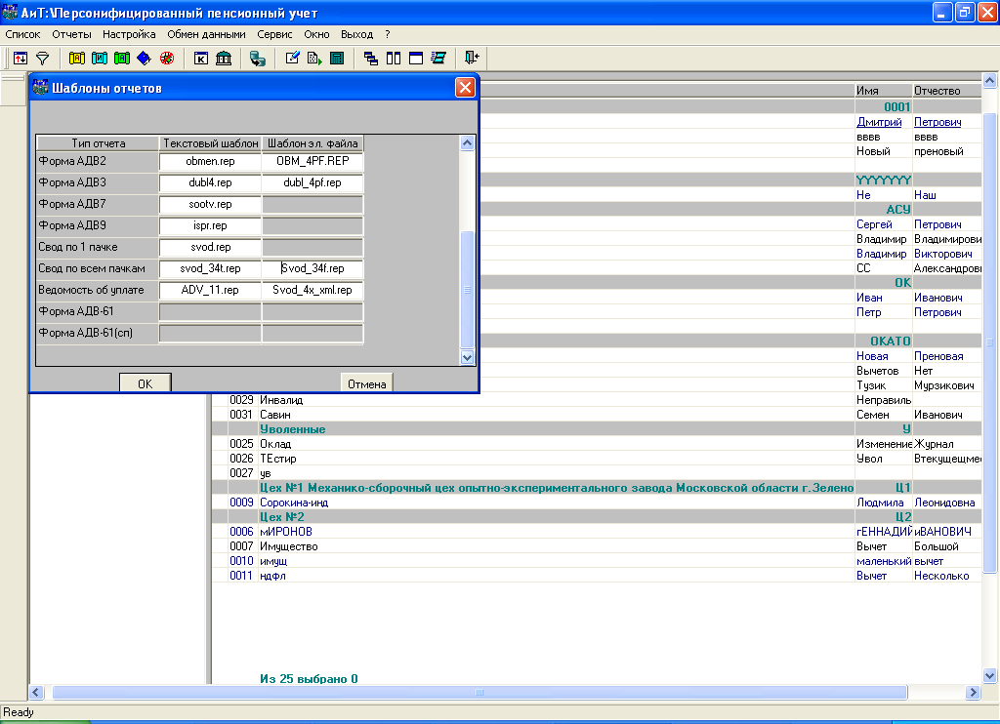 АиТ:\Персонифицированный пенсионный учет
Список Отчеты Настройка Обмен данными Сервис Окно Выход ?
Шаблоны отчетов
Тип отчета Текстовый шаблон Шаблон эл. файла
Форма АДВ2 obmen.rep OBM_4PF.REP
Форма АДВ3 dubl4.rep dubl_4pf.rep
Форма АДВ7 sootv.rep
Форма АДВ9 ispr.rep
Свод по 1 пачке svod.rep
Свод по всем пачкам svod_34t.rep Svod_34f.rep
Ведомость об уплате ADV_11.rep Svod_4x_xml.rep
Форма АДВ-61
Форма АДВ-61(сп)
ОК Отмена
Имя Отчество
0001
Дмитрий Петрович
вввв вввв
Новый преновый
YYYYYYY
Не Наш
АСУ
Сергей Петрович
Владимир Владимирови
Владимир Викторович
СС Александрови
ОК
Иван Иванович
Петр Петрович
ОКАТО
Новая Преновая
Вычетов Нет
Тузик Мурзикович
0029 Инвалид Неправиль
0031 Савин Семен Иванович
Уволенные У
0025 Оклад Изменение Журнал
0026 ТЕстир Увол Втекущещмес
0027 ув
Цех №1 Механико-сборочный цех опытно-экспериментального завода Московской области г.Зелено Ц1
0009 Сорокина-инд Людмила Леонидовна
Цех №2 Ц2
0006 мИРОНОВ гЕННАДИЙ иВАНОВИЧ
0007 Имущество Вычет Большой
0010 имущ маленький вычет
0011 ндфл Вычет Несколько
Из 25 выбрано 0
Ready